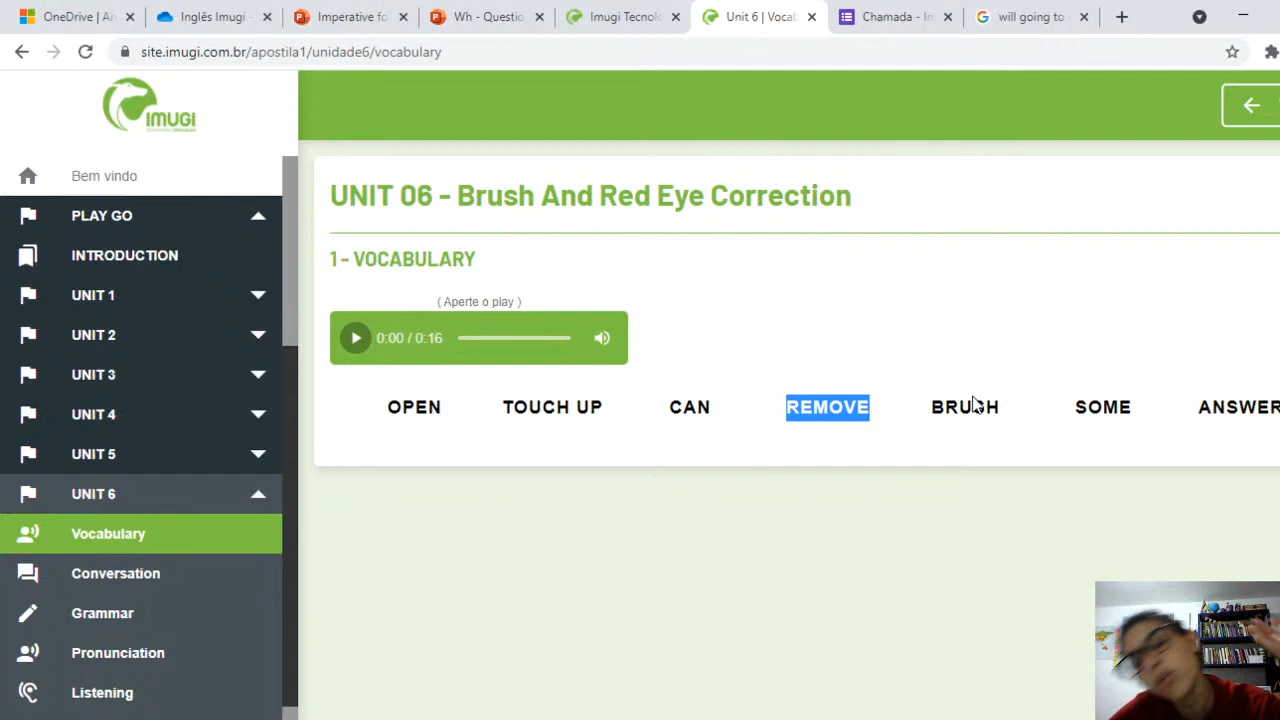 OneDrive | An
Inglês Imugi -
Imperative fo
Wh - Questio
Imugi Tecnolo
Unit 6 | Vocab
Chamada - In
will going to
site.imugi.com.br/apostila1/unidade6/vocabulary
IMUGI
Bem vindo
PLAY GO
INTRODUCTION
UNIT 1
UNIT 2
UNIT 3
UNIT 4
UNIT 5
UNIT 6
Vocabulary
Conversation
Grammar
Pronunciation
Listening
UNIT 06 - Brush And Red Eye Correction
1 - VOCABULARY
( Aperte o play )
0:00 / 0:16
OPEN TOUCH UP CAN REMOVE BRUSH SOME ANSWER